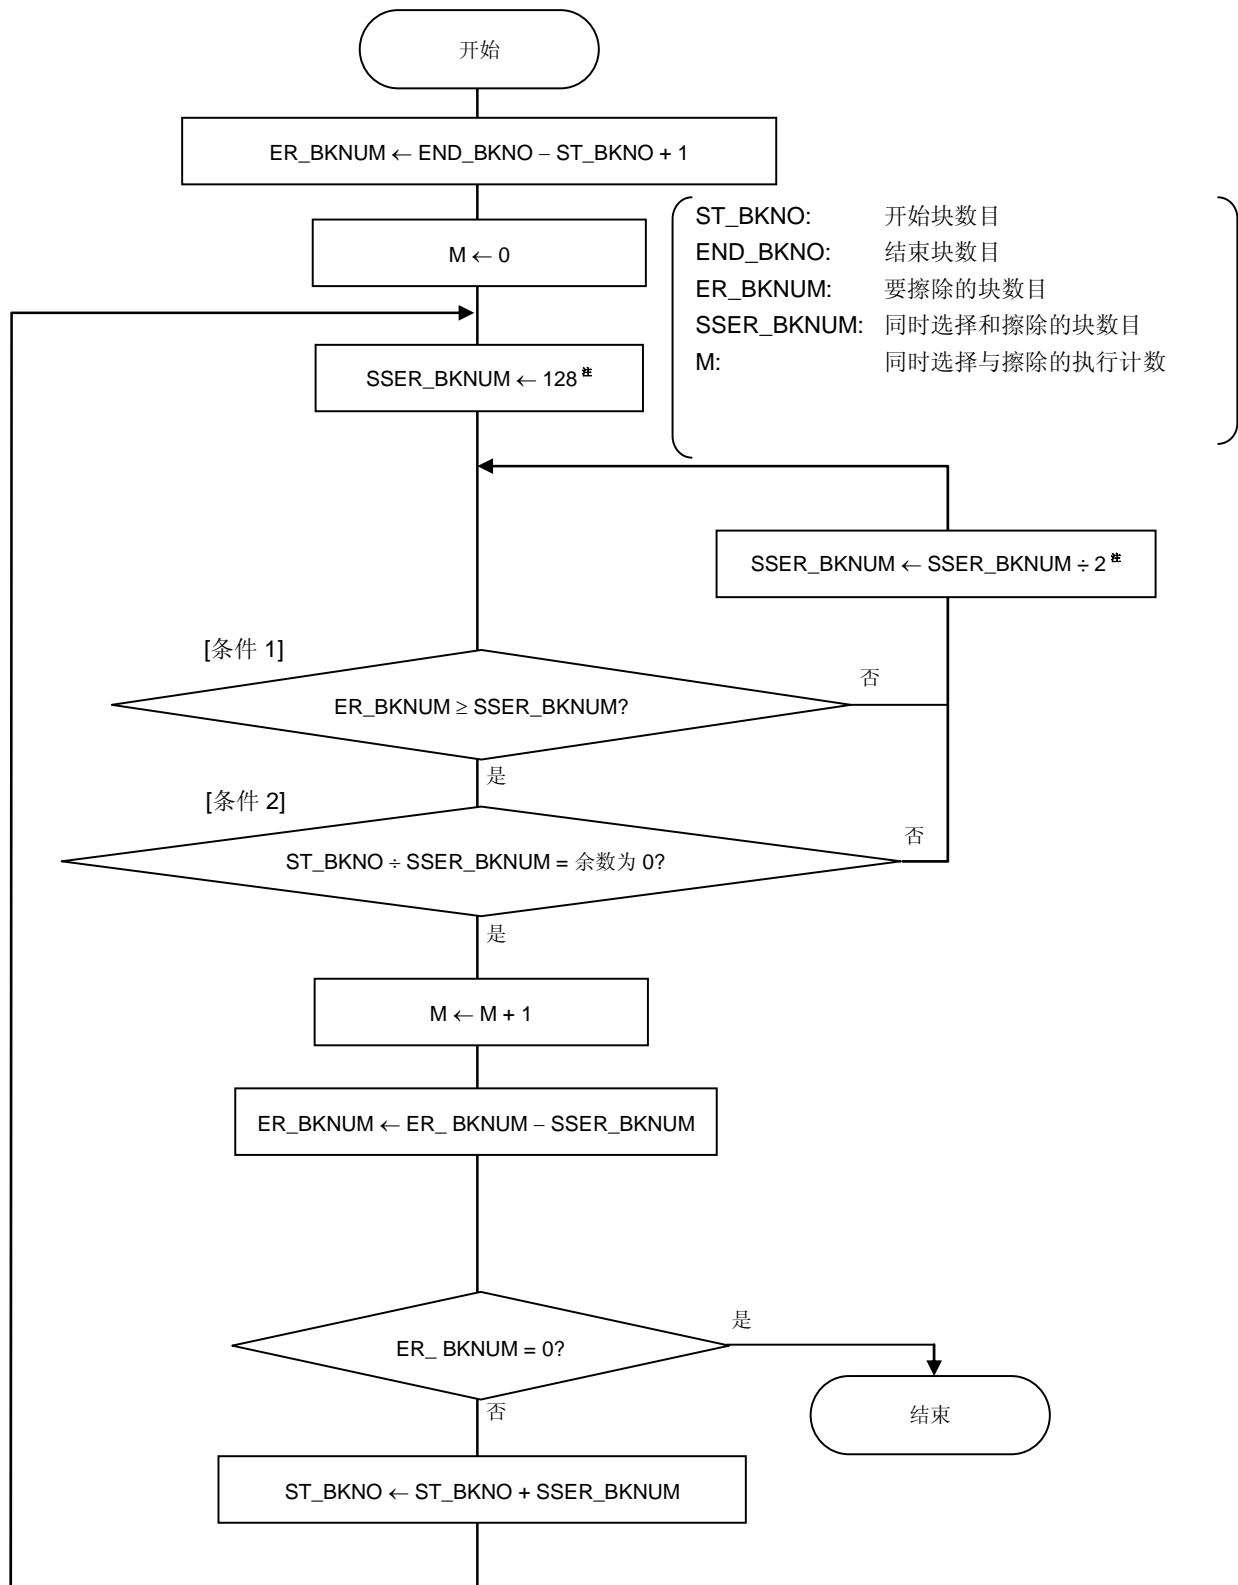 开始
ER_BKNUM ← END_BKNO – ST_BKNO + 1
M ← 0
ST_BKNO: 开始块数目
END_BKNO: 结束块数目
ER_BKNUM: 要擦除的块数目
SSER_BKNUM: 同时选择和擦除的块数目
M: 同时选择与擦除的执行计数
SSER_BKNUM ← 128 注
SSER_BKNUM ← SSER_BKNUM ÷ 2 注
[条件 1]
ER_BKNUM ≥ SSER_BKNUM?
否
是
[条件 2]
ST_BKNO ÷ SSER_BKNUM = 余数为 0?
否
是
M ← M + 1
ER_BKNUM ← ER_ BKNUM – SSER_BKNUM
ER_ BKNUM = 0?
是
否
结束
ST_BKNO ← ST_BKNO + SSER_BKNUM